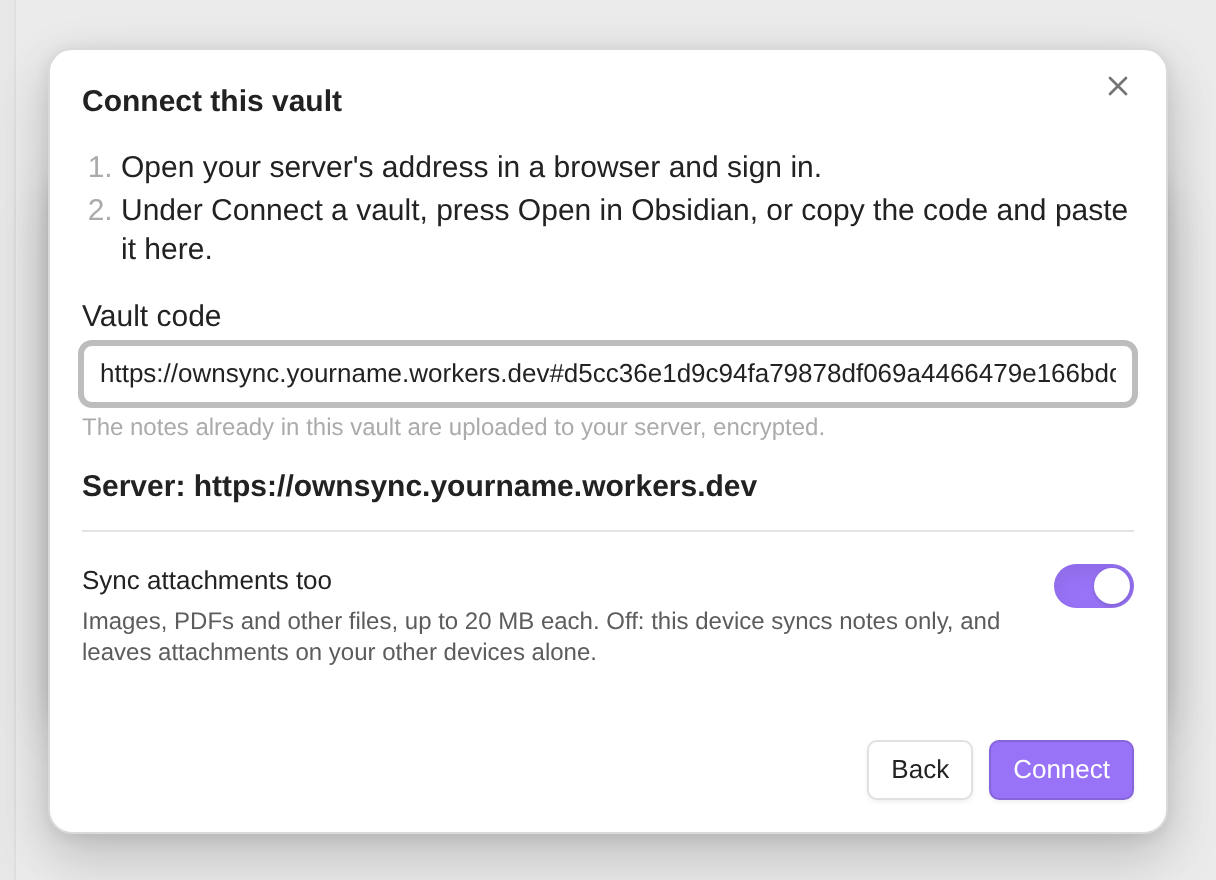 Connect this vault
1. Open your server's address in a browser and sign in.
2. Under Connect a vault, press Open in Obsidian, or copy the code and paste
it here.
Vault code
https://ownsync.yourname.workers.dev#d5cc36e1d9c94fa79878df069a4466479e166bdc
The notes already in this vault are uploaded to your server, encrypted.
Server: https://ownsync.yourname.workers.dev
Sync attachments too
Images, PDFs and other files, up to 20 MB each. Off: this device syncs notes only, and
leaves attachments on your other devices alone.
Back Connect